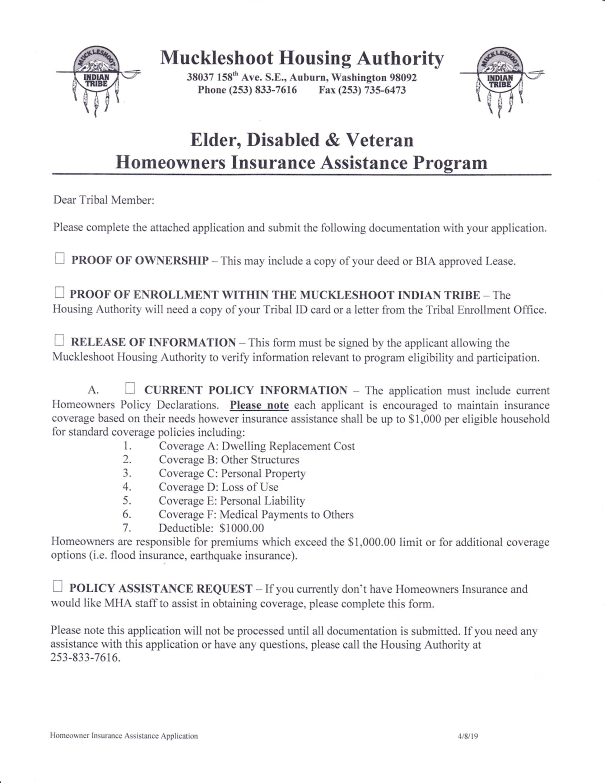 MUCKLESHOOT
INDIAN
TRIBE
Muckleshoot Housing Authority
38037 158th Ave. S.E., Auburn, Washington 98092
Phone (253) 833-7616 Fax (253) 735-6473
MUCKLESHOOT
INDIAN
TRIBE
Elder, Disabled & Veteran
Homeowners Insurance Assistance Program
Dear Tribal Member:
Please complete the attached application and submit the following documentation with your application.
☐ PROOF OF OWNERSHIP – This may include a copy of your deed or BIA approved Lease.
☐ PROOF OF ENROLLMENT WITHIN THE MUCKLESHOOT INDIAN TRIBE – The
Housing Authority will need a copy of your Tribal ID card or a letter from the Tribal Enrollment Office.
☐ RELEASE OF INFORMATION – This form must be signed by the applicant allowing the
Muckleshoot Housing Authority to verify information relevant to program eligibility and participation.
A. ☐ CURRENT POLICY INFORMATION – The application must include current
Homeowners Policy Declarations. Please note each applicant is encouraged to maintain insurance
coverage based on their needs however insurance assistance shall be up to $1,000 per eligible household
for standard coverage policies including:
1. Coverage A: Dwelling Replacement Cost
2. Coverage B: Other Structures
3. Coverage C: Personal Property
4. Coverage D: Loss of Use
5. Coverage E: Personal Liability
6. Coverage F: Medical Payments to Others
7. Deductible: $1000.00
Homeowners are responsible for premiums which exceed the $1,000.00 limit or for additional coverage
options (i.e. flood insurance, earthquake insurance).
☐ POLICY ASSISTANCE REQUEST – If you currently don't have Homeowners Insurance and
would like MHA staff to assist in obtaining coverage, please complete this form.
Please note this application will not be processed until all documentation is submitted. If you need any
assistance with this application or have any questions, please call the Housing Authority at
253-833-7616.
Homeowner Insurance Assistance Application 4/8/19